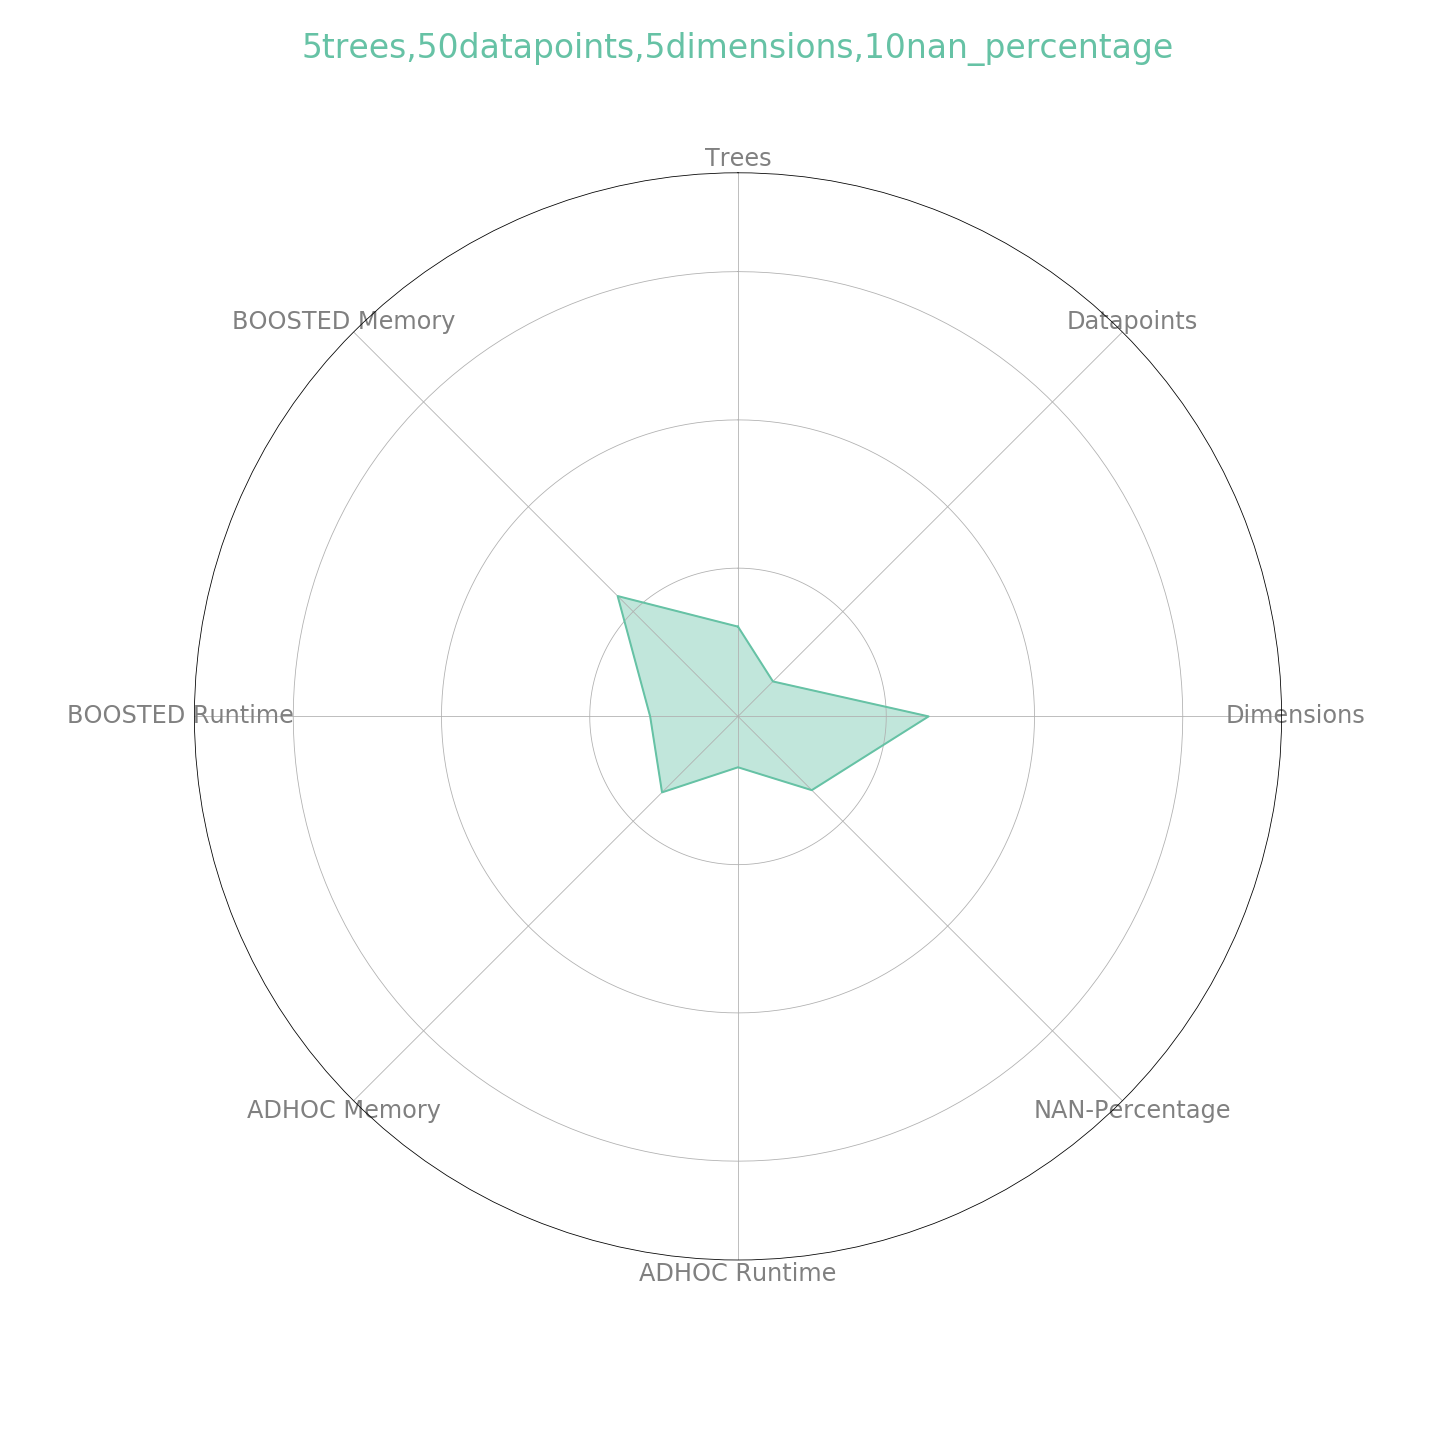 5trees,50datapoints,5dimensions,10nan_percentage
Trees
BOOSTED Memory
Datapoints
BOOSTED Runtime
Dimensions
ADHOC Memory
NAN-Percentage
ADHOC Runtime